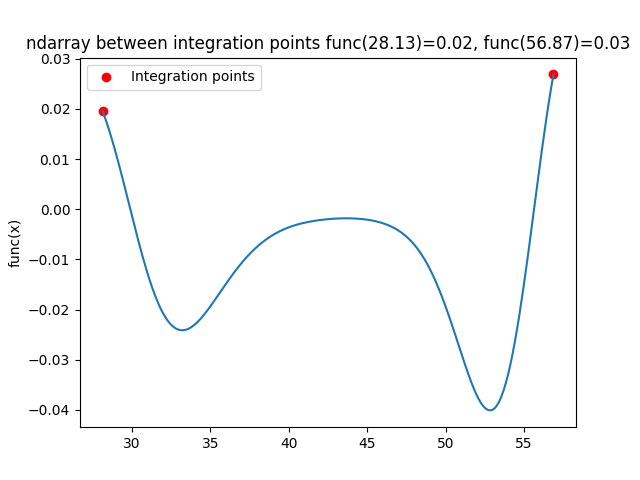 ndarray between integration points func(28.13)=0.02, func(56.87)=0.03
Integration points
func(x)
0.03
0.02
0.01
0.00
−0.01
−0.02
−0.03
−0.04
30 35 40 45 50 55